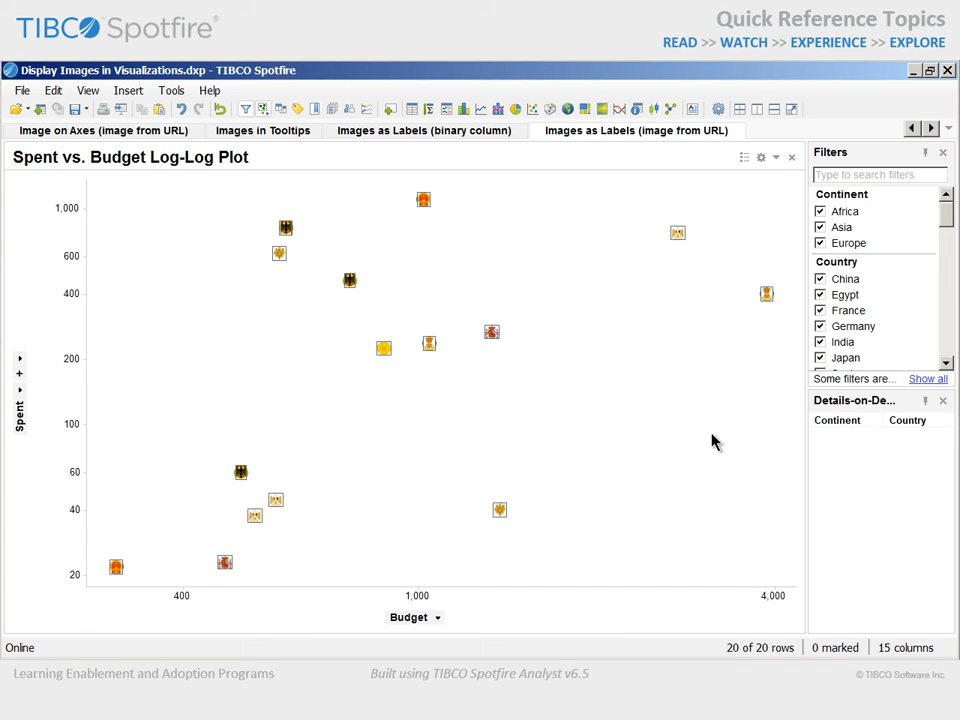 TIBCO Spotfire®
Quick Reference Topics
READ >> WATCH >> EXPERIENCE >> EXPLORE
Display Images in Visualizations.dxp - TIBCO Spotfire
File Edit View Insert Tools Help
Image on Axes (image from URL) Images in Tooltips Images as Labels (binary column) Images as Labels (image from URL)
Spent vs. Budget Log-Log Plot
1,000
600
400
200
100
60
40
20
Spent
400 1,000 4,000
Budget
Filters
Type to search filters
Continent
Africa
Asia
Europe
Country
China
Egypt
France
Germany
India
Japan
Some filters are... Show all
Details-on-De...
Continent Country
Online 20 of 20 rows 0 marked 15 columns
Learning Enablement and Adoption Programs Built using TIBCO Spotfire Analyst v6.5 © TIBCO Software Inc.